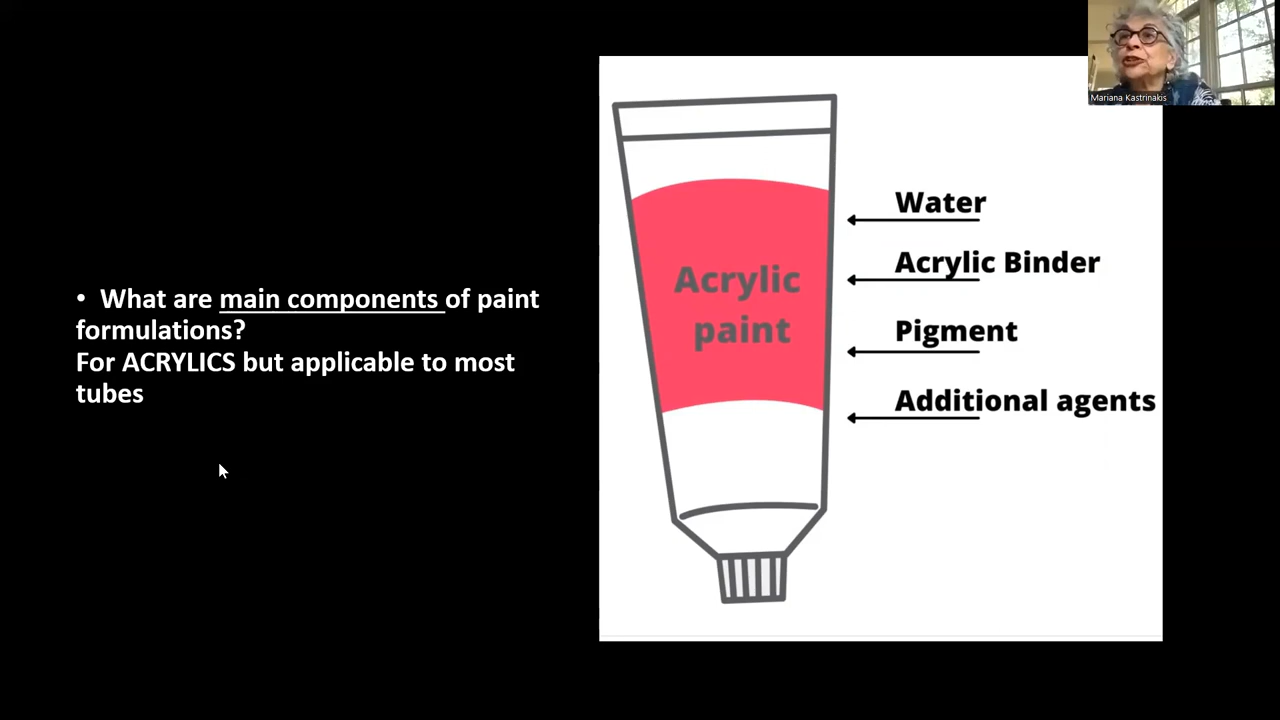 • What are main components of paint
formulations?
For ACRYLICS but applicable to most
tubes
Acrylic
paint
Water
Acrylic Binder
Pigment
Additional agents
Mariana Kastrinakis